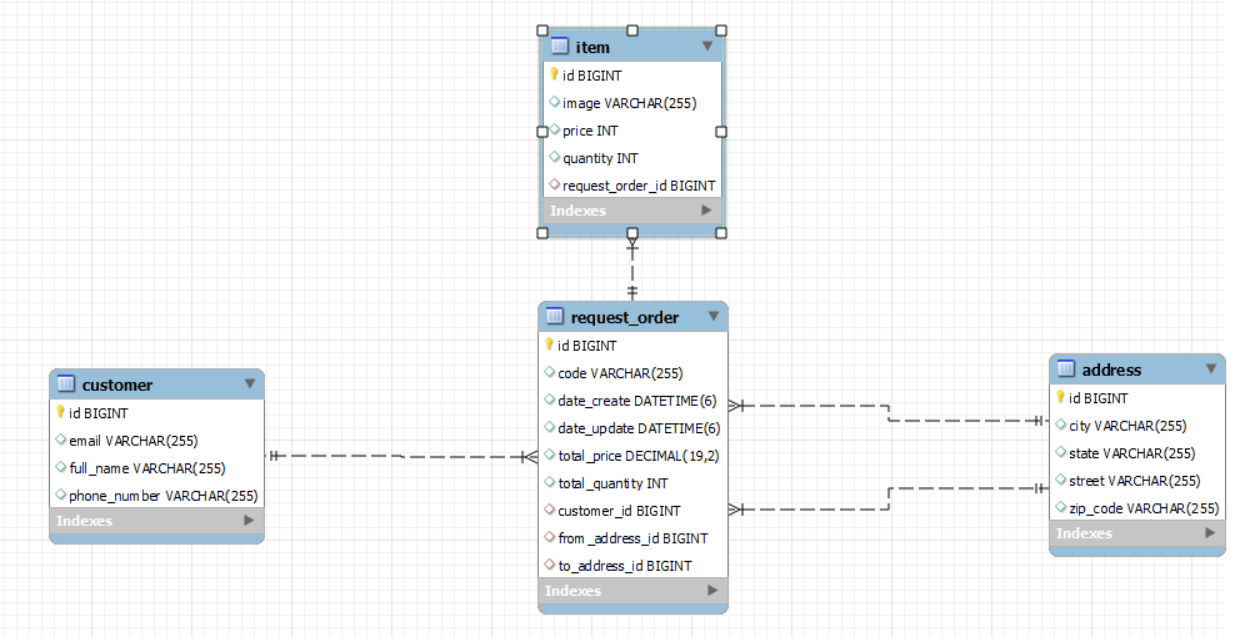 item
id BIGINT
image VARCHAR(255)
price INT
quantity INT
request_order_id BIGINT
Indexes
request_order
id BIGINT
code VARCHAR(255)
date_create DATETIME(6)
date_update DATETIME(6)
total_price DECIMAL(19,2)
total_quantity INT
customer_id BIGINT
from_address_id BIGINT
to_address_id BIGINT
Indexes
customer
id BIGINT
email VARCHAR(255)
full_name VARCHAR(255)
phone_number VARCHAR(255)
Indexes
address
id BIGINT
city VARCHAR(255)
state VARCHAR(255)
street VARCHAR(255)
zip_code VARCHAR(255)
Indexes